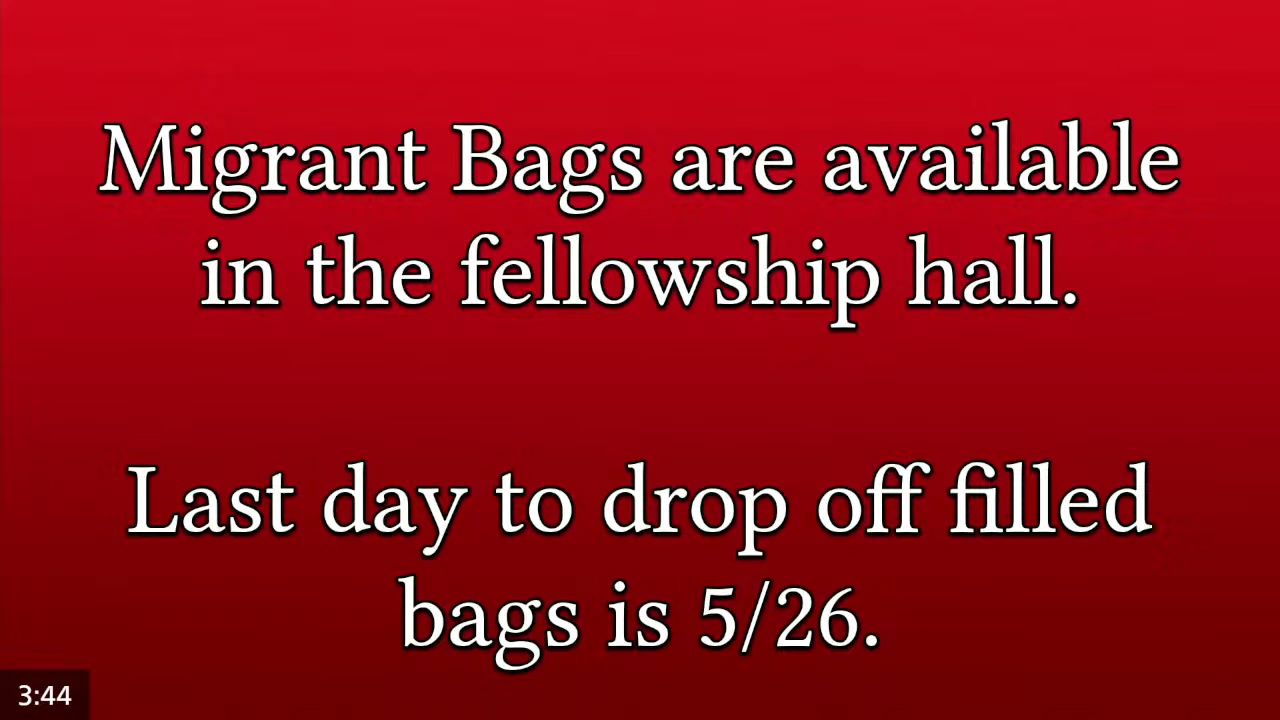 Migrant Bags are available
in the fellowship hall.
Last day to drop off filled
bags is 5/26.
3:44